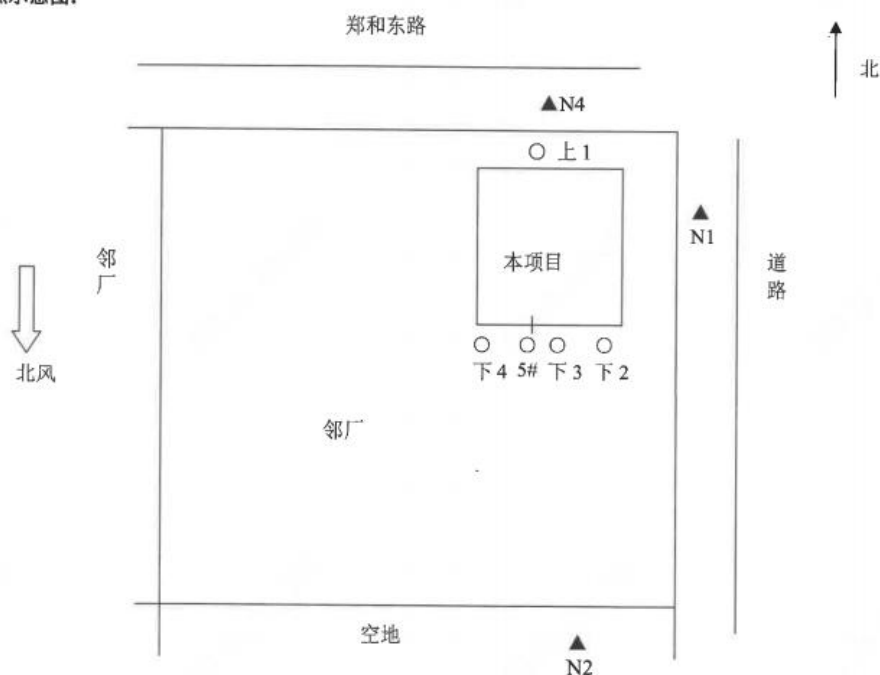 郑和东路
北
▲N4
○ 上1
▲
N1
邻
厂
本项目
道
路
北风
下4 5# 下3 下2
邻厂
空地
▲
N2